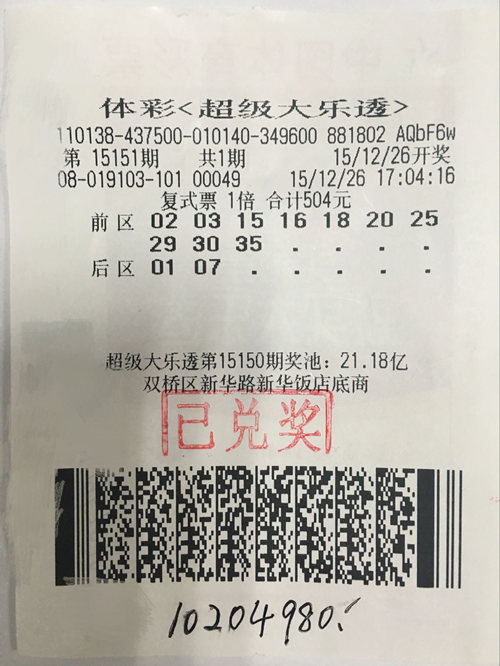 体彩<超级大乐透>
110138-437500-010140-349600 881802 AQbF6w
第 15151期 共1期 15/12/26开奖
08-019103-101 00049 15/12/26 17:04:16
复式票 1倍 合计504元
前区 02 03 15 16 18 20 25
29 30 35 . . . .
后区 01 07 . . . . .
超级大乐透第15150期奖池：21.18亿
双桥区新华路新华饭店底商
已兑奖
10204980.